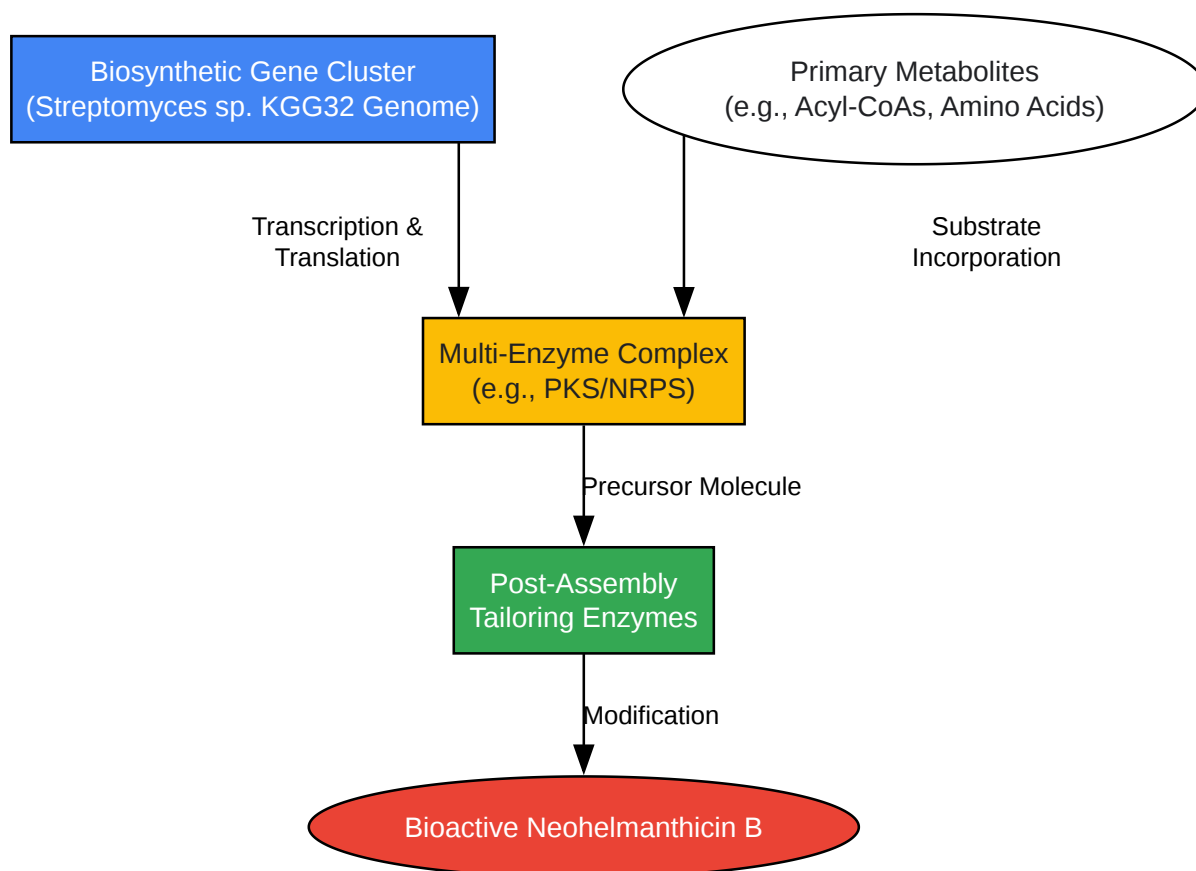 Biosynthetic Gene Cluster
(Streptomyces sp. KGG32 Genome)
Primary Metabolites
(e.g., Acyl-CoAs, Amino Acids)
Transcription &
Translation
Substrate
Incorporation
Multi-Enzyme Complex
(e.g., PKS/NRPS)
Precursor Molecule
Post-Assembly
Tailoring Enzymes
Modification
Bioactive Neohelmanthicin B